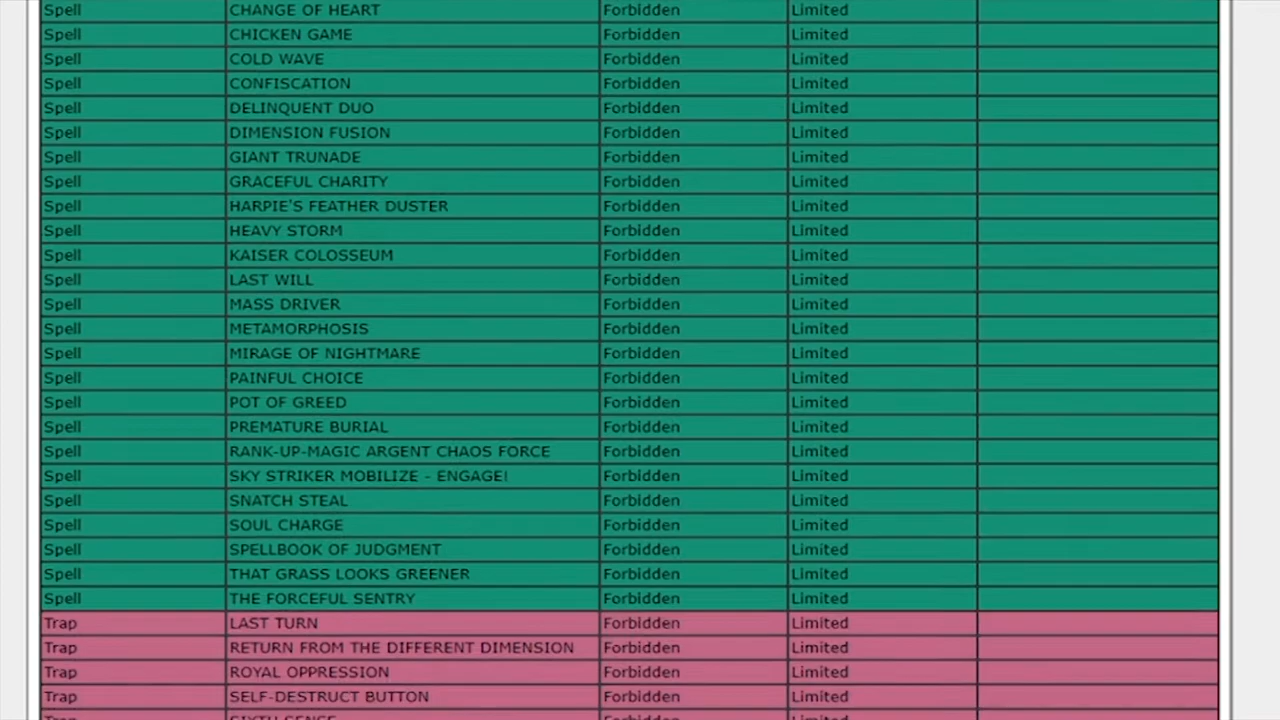 Spell CHANGE OF HEART Forbidden Limited
Spell CHICKEN GAME Forbidden Limited
Spell COLD WAVE Forbidden Limited
Spell CONFISCATION Forbidden Limited
Spell DELINQUENT DUO Forbidden Limited
Spell DIMENSION FUSION Forbidden Limited
Spell GIANT TRUNADE Forbidden Limited
Spell GRACEFUL CHARITY Forbidden Limited
Spell HARPIE'S FEATHER DUSTER Forbidden Limited
Spell HEAVY STORM Forbidden Limited
Spell KAISER COLOSSEUM Forbidden Limited
Spell LAST WILL Forbidden Limited
Spell MASS DRIVER Forbidden Limited
Spell METAMORPHOSIS Forbidden Limited
Spell MIRAGE OF NIGHTMARE Forbidden Limited
Spell PAINFUL CHOICE Forbidden Limited
Spell POT OF GREED Forbidden Limited
Spell PREMATURE BURIAL Forbidden Limited
Spell RANK-UP-MAGIC ARGENT CHAOS FORCE Forbidden Limited
Spell SKY STRIKER MOBILIZE - ENGAGE! Forbidden Limited
Spell SNATCH STEAL Forbidden Limited
Spell SOUL CHARGE Forbidden Limited
Spell SPELLBOOK OF JUDGMENT Forbidden Limited
Spell THAT GRASS LOOKS GREENER Forbidden Limited
Spell THE FORCEFUL SENTRY Forbidden Limited
Trap LAST TURN Forbidden Limited
Trap RETURN FROM THE DIFFERENT DIMENSION Forbidden Limited
Trap ROYAL OPPRESSION Forbidden Limited
Trap SELF-DESTRUCT BUTTON Forbidden Limited